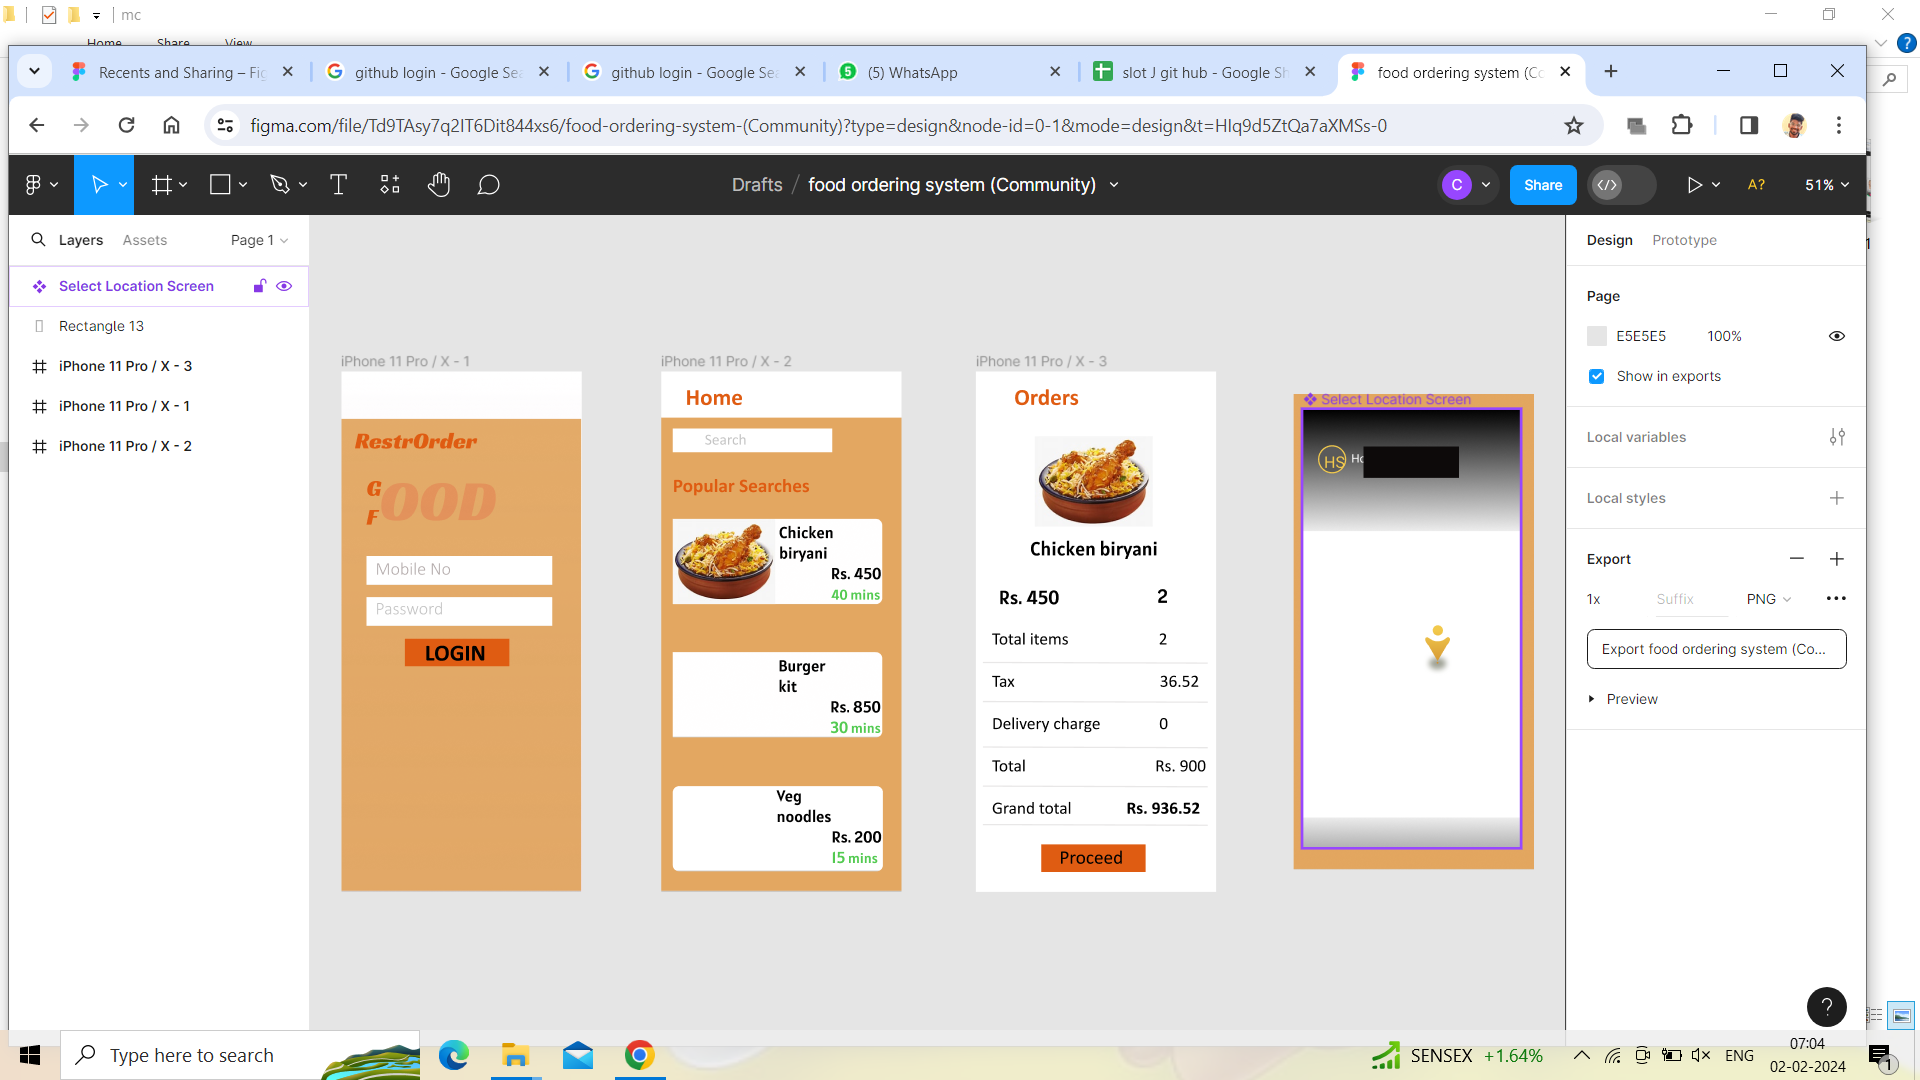 mc
Home Share View
Recents and Sharing – Fig
github login - Google Sea
github login - Google Sea
(5) WhatsApp
slot J git hub - Google Sh
food ordering system (Co
figma.com/file/Td9TAsy7q2IT6Dit844xs6/food-ordering-system-(Community)?type=design&node-id=0-1&mode=design&t=HIq9d5ZtQa7aXMSs-0
Drafts / food ordering system (Community)
C
Share
A?
51%
Layers Assets Page 1
Select Location Screen
Rectangle 13
iPhone 11 Pro / X - 3
iPhone 11 Pro / X - 1
iPhone 11 Pro / X - 2
iPhone 11 Pro / X - 1
RestrOrder
G
OOD
F
Mobile No
Password
LOGIN
iPhone 11 Pro / X - 2
Home
Search
Popular Searches
Chicken
biryani
Rs. 450
40 mins
Burger
kit
Rs. 850
30 mins
Veg
noodles
Rs. 200
15 mins
iPhone 11 Pro / X - 3
Orders
Chicken biryani
Rs. 450 2
Total items 2
Tax 36.52
Delivery charge 0
Total Rs. 900
Grand total Rs. 936.52
Proceed
Select Location Screen
HS
Design Prototype
Page
E5E5E5 100%
Show in exports
Local variables
Local styles
Export
1x Suffix PNG
Export food ordering system (Co...
Preview
?
Type here to search
SENSEX +1.64%
ENG
07:04
02-02-2024
1